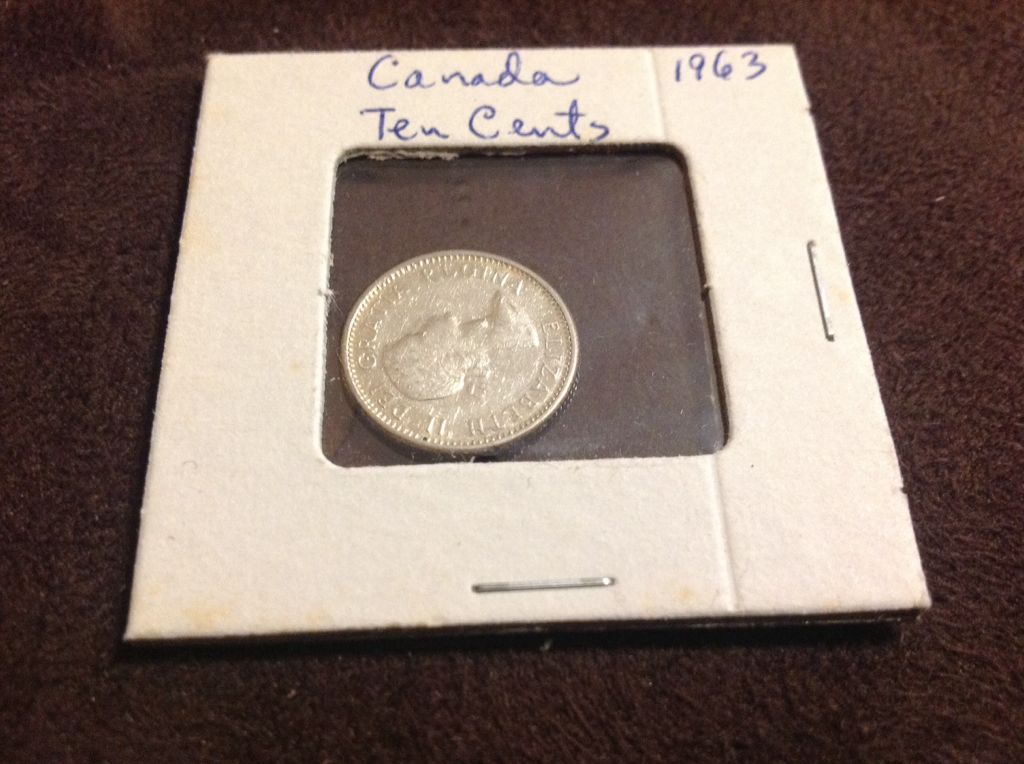 Canada 1963
Ten Cents
ELIZABETH II DEI GRATIA REGINA